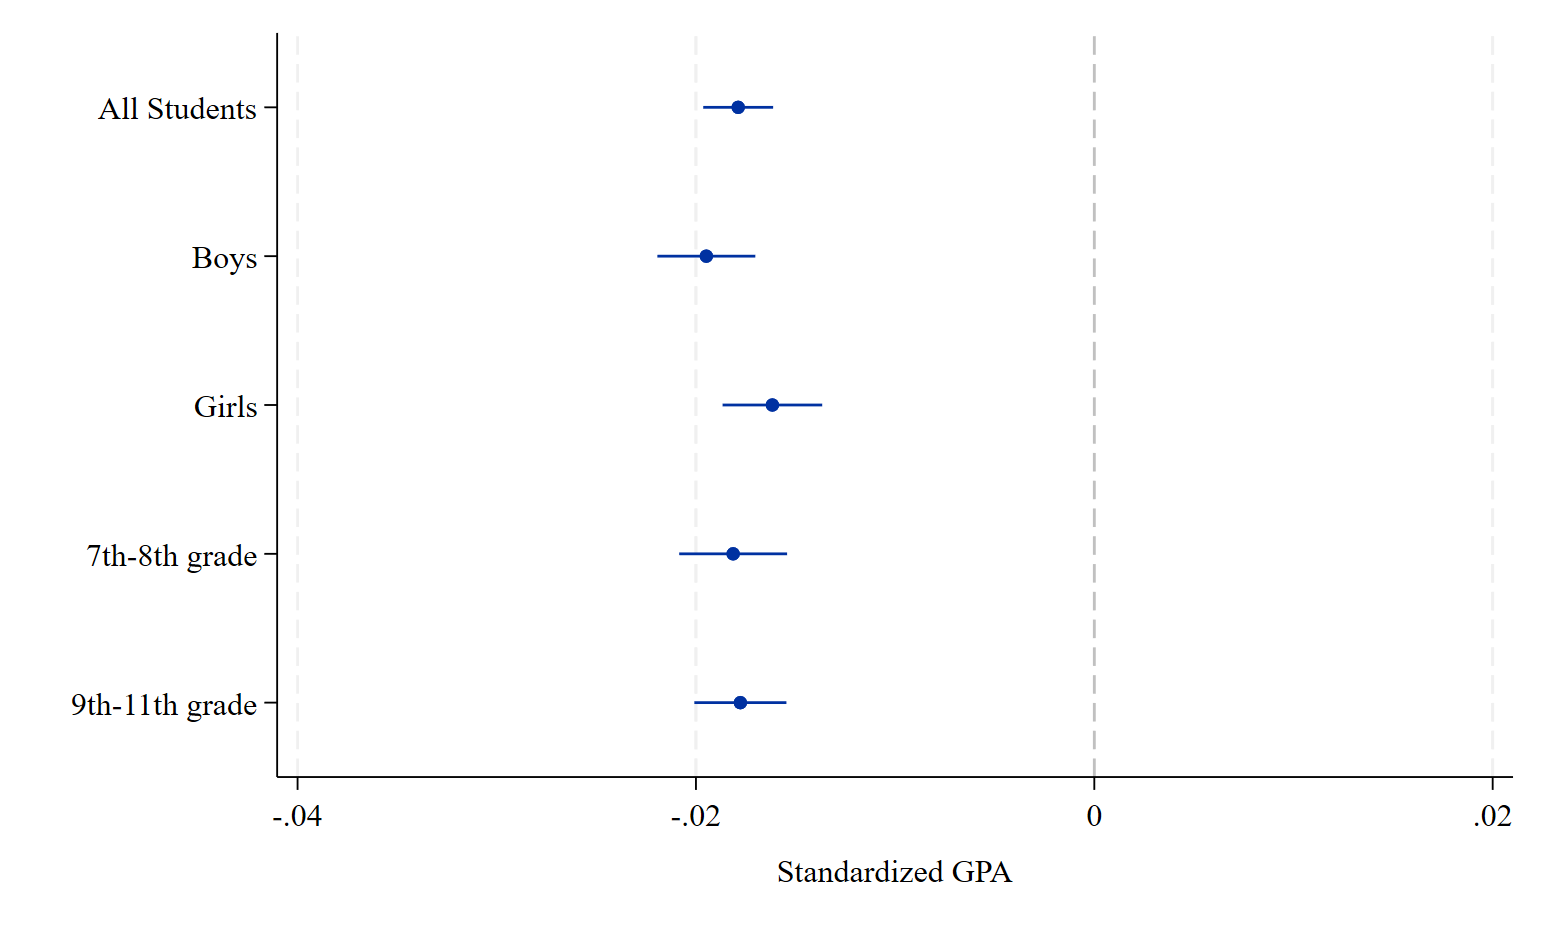 All Students
Boys
Girls
7th-8th grade
9th-11th grade
-.04 -.02 0 .02
Standardized GPA